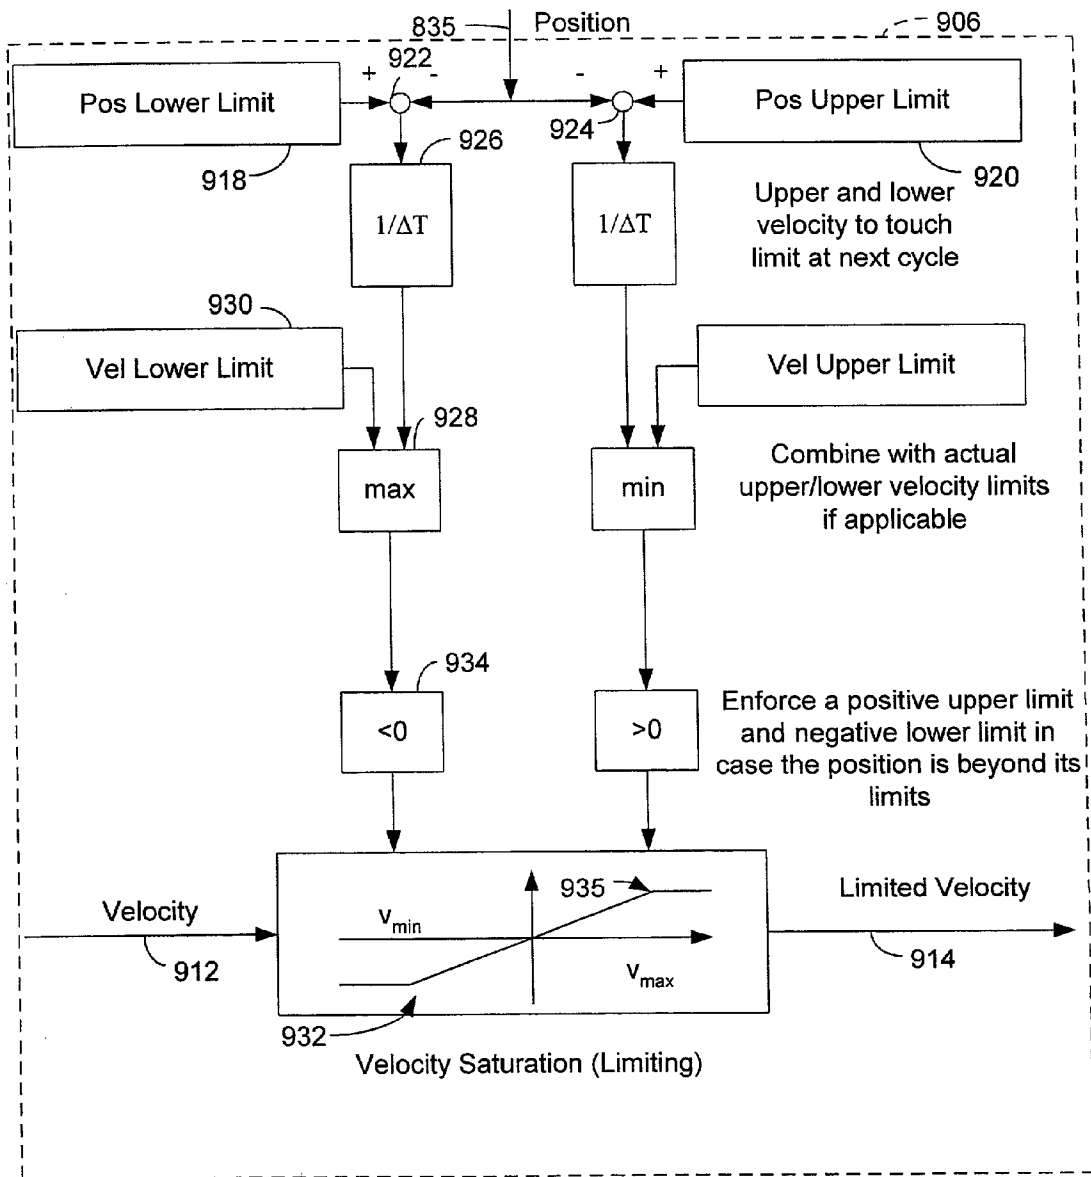 835
Position
906
+
922
-
-
+
Pos Lower Limit
924
Pos Upper Limit
918
926
920
1/ΔT
1/ΔT
Upper and lower
velocity to touch
limit at next cycle
930
Vel Lower Limit
Vel Upper Limit
928
max
min
Combine with actual
upper/lower velocity limits
if applicable
934
<0
>0
Enforce a positive upper limit
and negative lower limit in
case the position is beyond its
limits
Velocity
912
935
Vmin
Vmax
932
Limited Velocity
914
Velocity Saturation (Limiting)